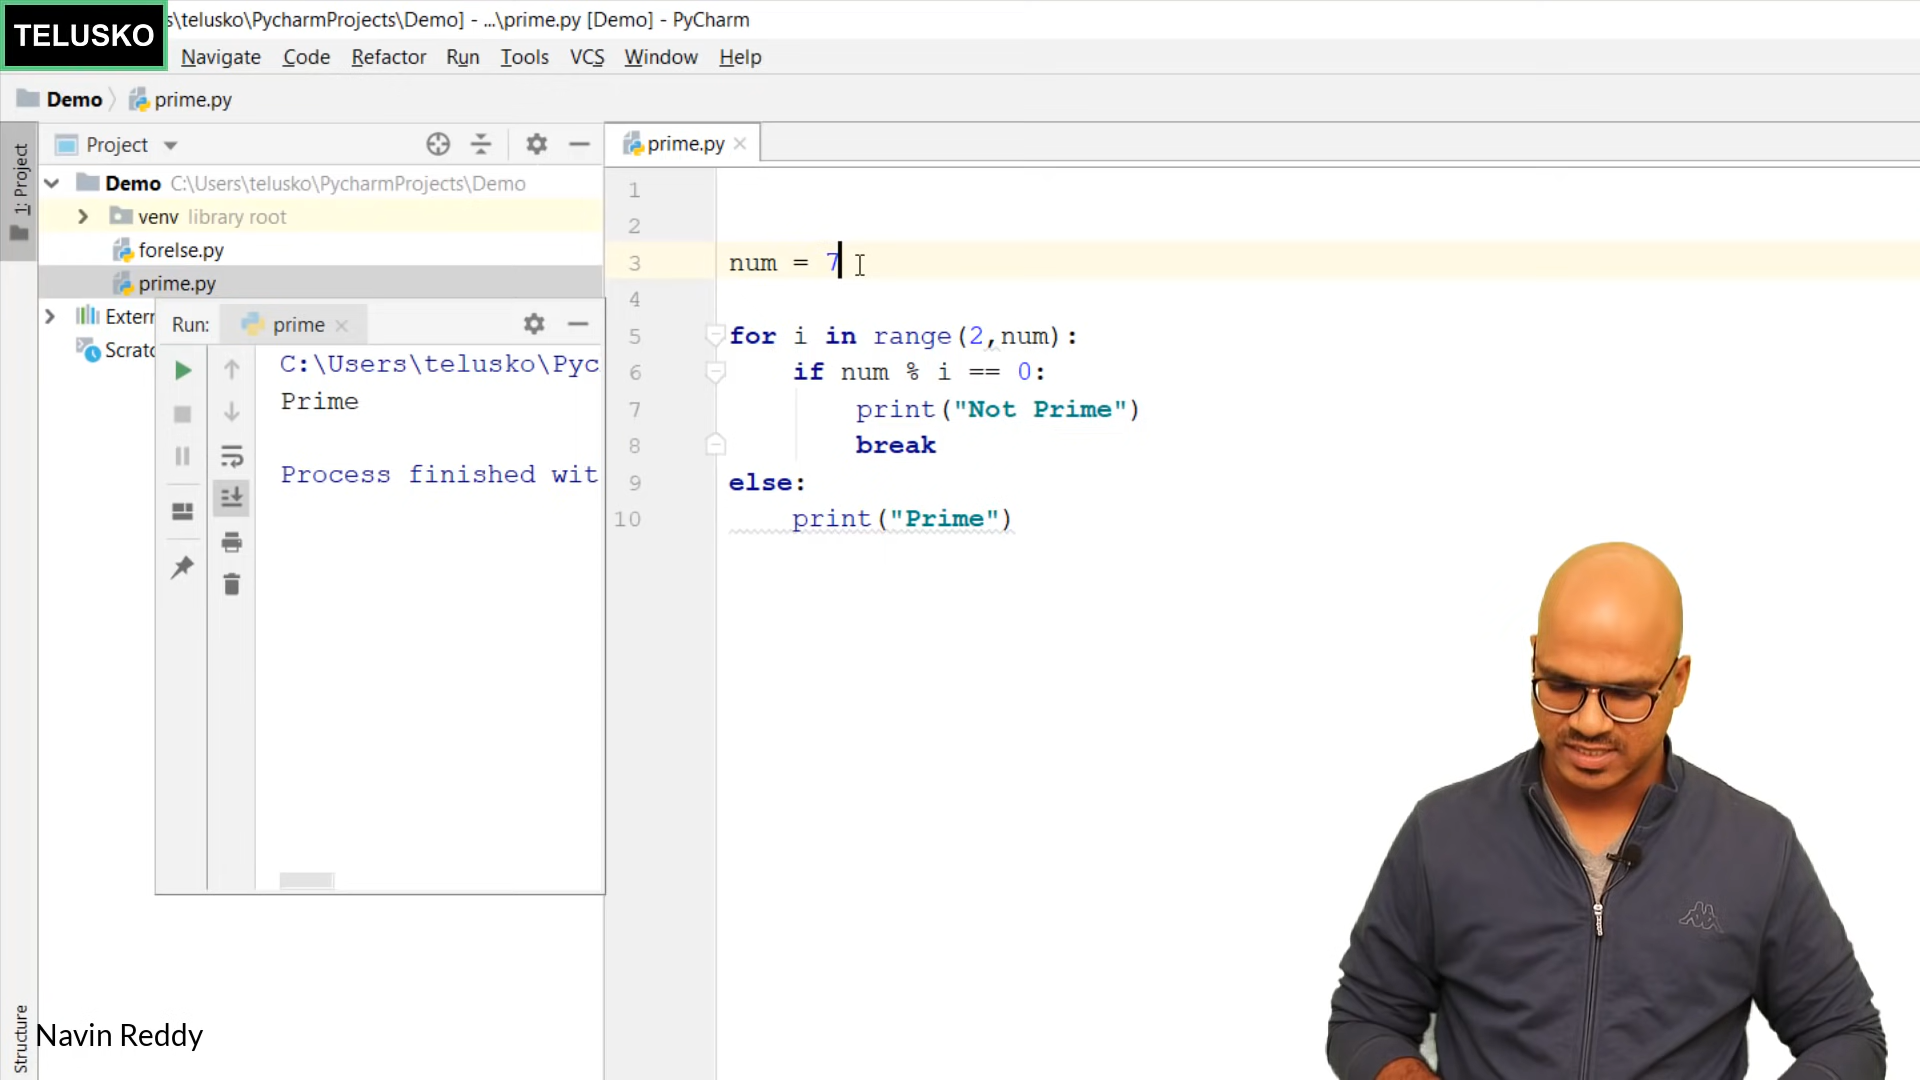 TELUSKO
s\telusko\PycharmProjects\Demo] - ...\prime.py [Demo] - PyCharm
Navigate Code Refactor Run Tools VCS Window Help
Demo prime.py
1: Project
Project
prime.py
Demo C:\Users\telusko\PycharmProjects\Demo
venv library root
forelse.py
prime.py
Extern
Scratc
Run: prime
C:\Users\telusko\Pyc
Prime
Process finished wit
1
2
3 num = 7
4
5 for i in range(2,num):
6 if num % i == 0:
7 print("Not Prime")
8 break
9 else:
10 print("Prime")
Structure
Navin Reddy